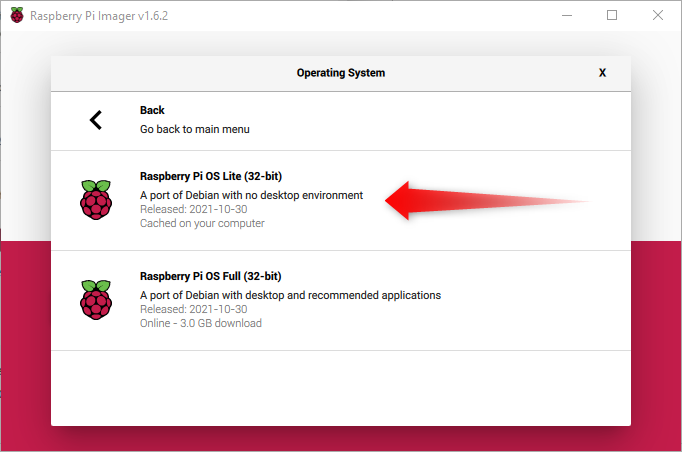 Raspberry Pi Imager v1.6.2
Operating System
X
Back
Go back to main menu
Raspberry Pi OS Lite (32-bit)
A port of Debian with no desktop environment
Released: 2021-10-30
Cached on your computer
Raspberry Pi OS Full (32-bit)
A port of Debian with desktop and recommended applications
Released: 2021-10-30
Online - 3.0 GB download